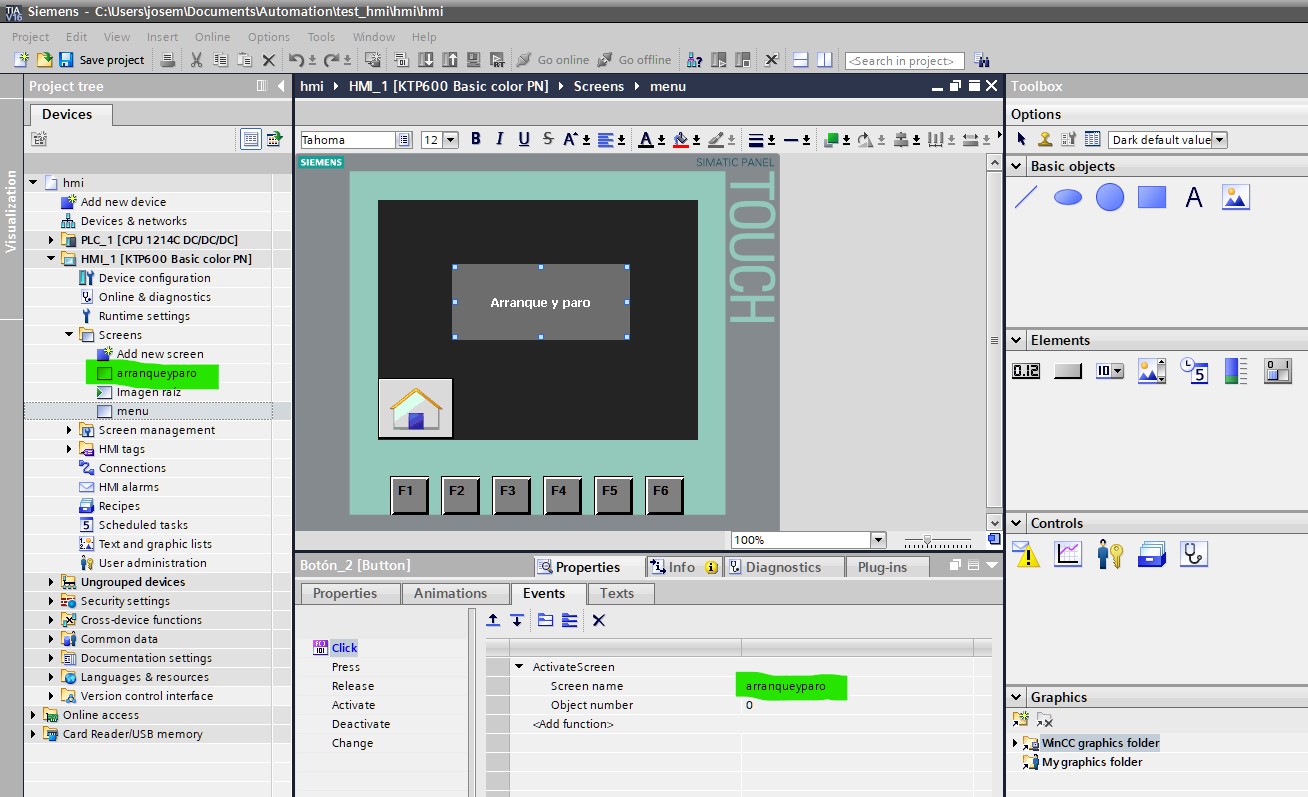 TIA V16 Siemens - C:\Users\josem\Documents\Automation\test_hmi\hmi\hmi
Project Edit View Insert Online Options Tools Window Help
Save project Go online Go offline <Search in project>
Project tree
Devices
Visualization
hmi
Add new device
Devices & networks
PLC_1 [CPU 1214C DC/DC/DC]
HMI_1 [KTP600 Basic color PN]
Device configuration
Online & diagnostics
Runtime settings
Screens
Add new screen
arranqueyparo
Imagen raíz
menu
Screen management
HMI tags
Connections
HMI alarms
Recipes
Scheduled tasks
Text and graphic lists
User administration
Ungrouped devices
Security settings
Cross-device functions
Common data
Documentation settings
Languages & resources
Version control interface
Online access
Card Reader/USB memory
hmi HMI_1 [KTP600 Basic color PN] Screens menu
Tahoma 12 B I U S A A
SIEMENS SIMATIC PANEL
TOUCH
Arranque y paro
F1 F2 F3 F4 F5 F6
100%
Botón_2 [Button] Properties Info Diagnostics Plug-ins
Properties Animations Events Texts
Click
Press
Release
Activate
Deactivate
Change
ActivateScreen
Screen name arranqueyparo
Object number 0
<Add function>
Toolbox
Options
Dark default value
Basic objects
A
Elements
0.12 10 5 0 1
Controls
Graphics
WinCC graphics folder
My graphics folder